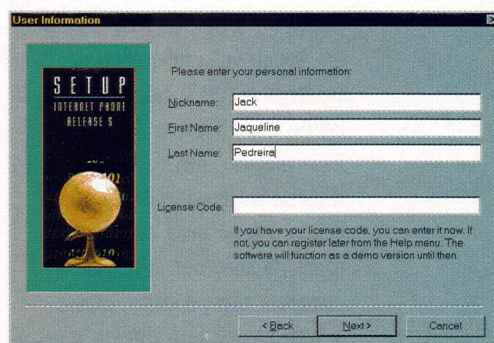 User Information
SETUP
INTERNET PHONE
RELEASE 5
Please enter your personal information:
Nickname: Jack
First Name: Jaqueline
Last Name: Pedreira
License Code:
If you have your license code, you can enter it now. If
not, you can register later from the Help menu. The
software will function as a demo version until then.
< Back
Next >
Cancel